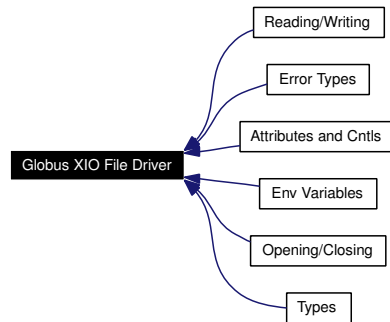 Reading/Writing
Error Types
Attributes and Cntls
Globus XIO File Driver
Env Variables
Opening/Closing
Types